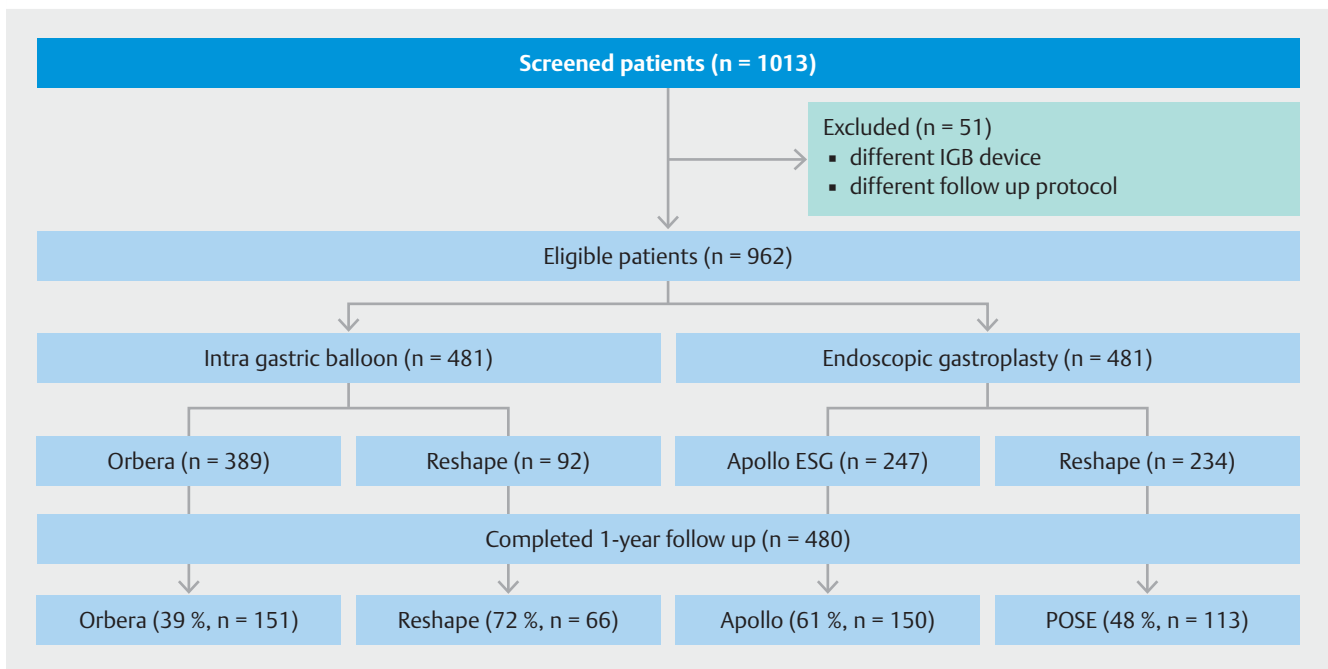 Screened patients (n = 1013)
Excluded (n = 51)
▪ different IGB device
▪ different follow up protocol
Eligible patients (n = 962)
Intra gastric balloon (n = 481)
Endoscopic gastroplasty (n = 481)
Orbera (n = 389)
Reshape (n = 92)
Apollo ESG (n = 247)
Reshape (n = 234)
Completed 1-year follow up (n = 480)
Orbera (39 %, n = 151)
Reshape (72 %, n = 66)
Apollo (61 %, n = 150)
POSE (48 %, n = 113)